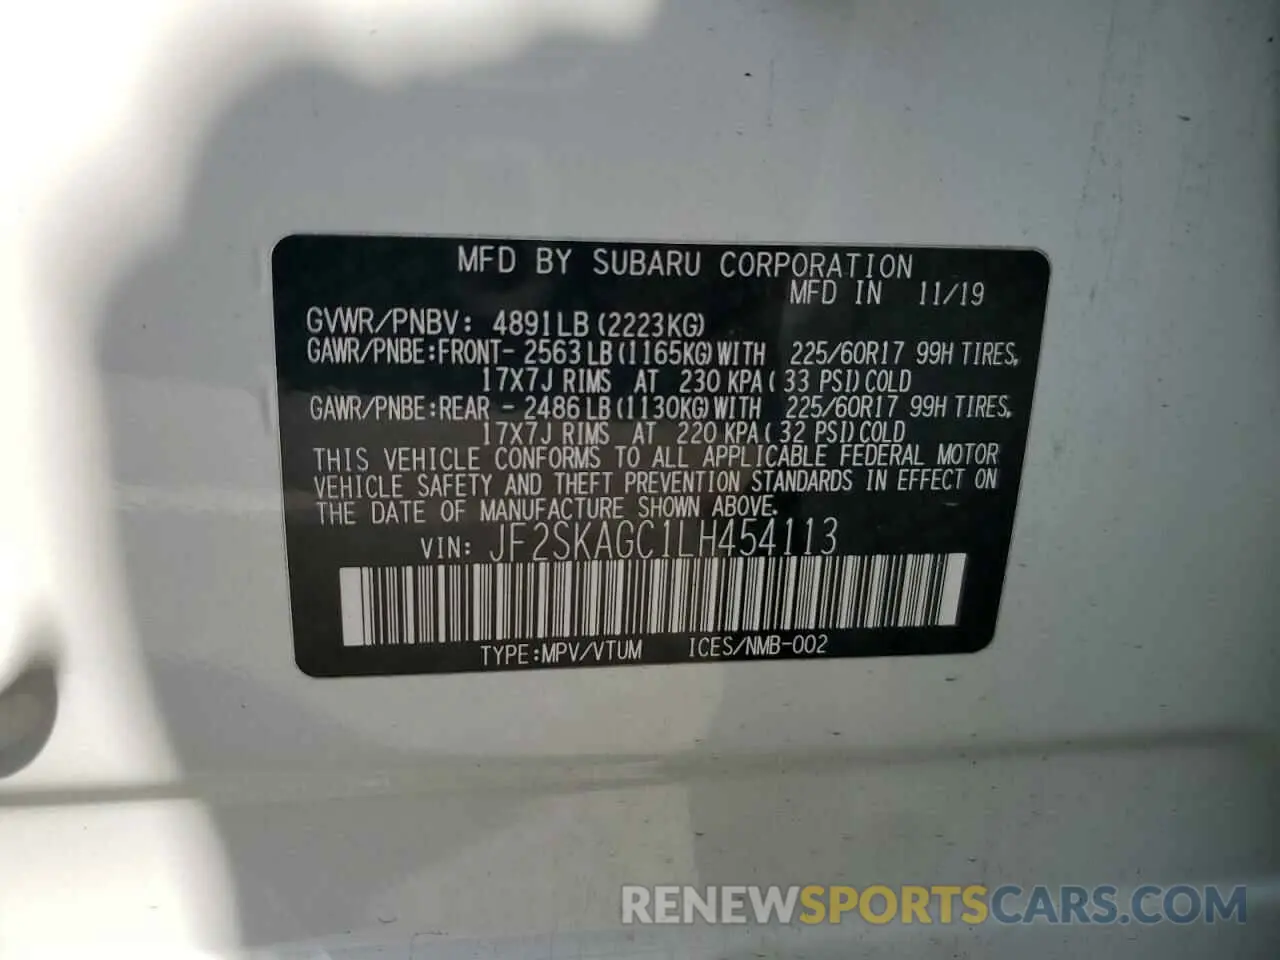 MFD BY SUBARU CORPORATION
MFD IN 11/19
GVWR/PNBV: 4891LB (2223KG)
GAWR/PNBE:FRONT- 2563LB(1165KG)WITH 225/60R17 99H TIRES,
17X7J RIMS AT 230 KPA( 33 PSI)COLD
GAWR/PNBE:REAR - 2486LB(1130KG)WITH 225/60R17 99H TIRES,
17X7J RIMS AT 220 KPA( 32 PSI)COLD
THIS VEHICLE CONFORMS TO ALL APPLICABLE FEDERAL MOTOR
VEHICLE SAFETY AND THEFT PREVENTION STANDARDS IN EFFECT ON
THE DATE OF MANUFACTURE SHOWN ABOVE.
VIN: JF2SKAGC1LH454113
TYPE:MPV/VTUM ICES/NMB-002
RENEWSPORTSCARS.COM